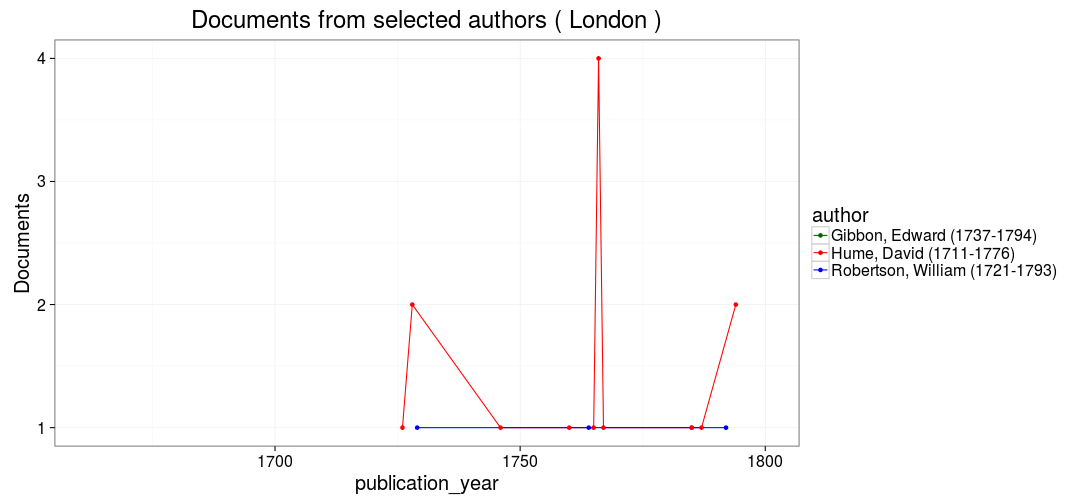 Documents from selected authors ( London )
4
3
2
1
Documents
1700
1750
1800
publication_year
author
Gibbon, Edward (1737-1794)
Hume, David (1711-1776)
Robertson, William (1721-1793)